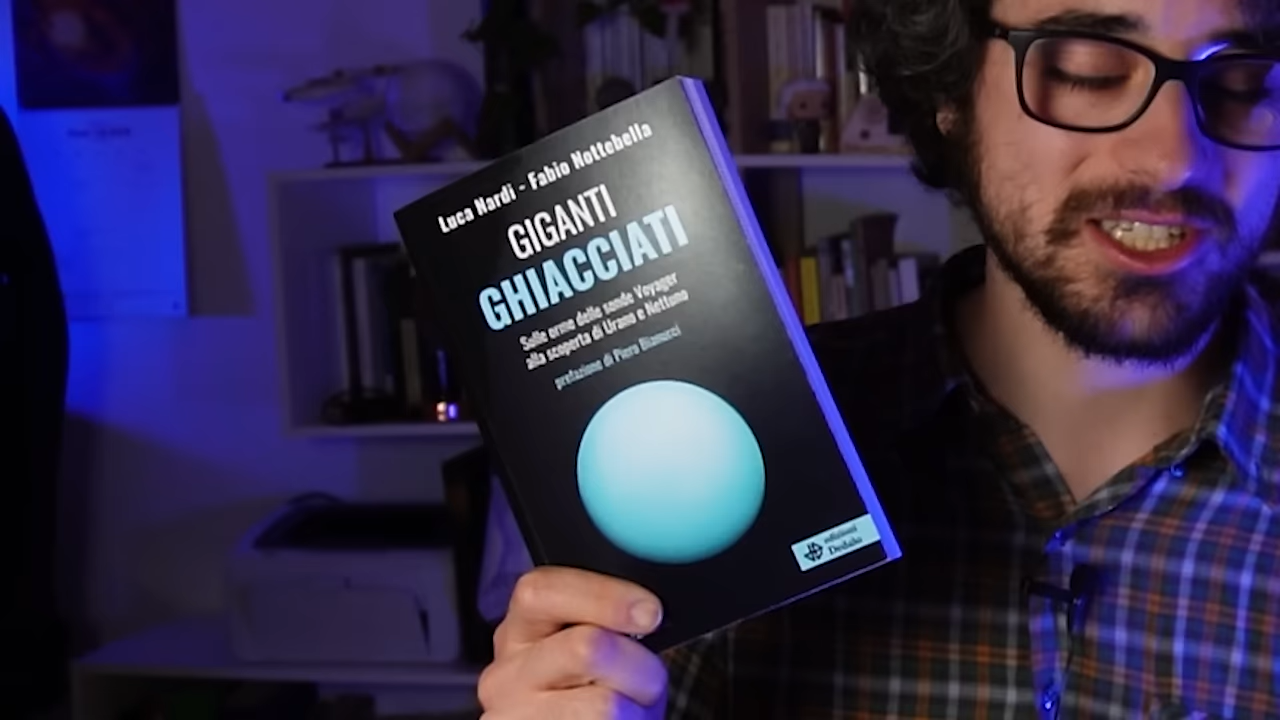 Luca Nardi - Fabio Nottebella
GIGANTI
GHIACCIATI
Sulle orme delle sonde Voyager
alla scoperta di Urano e Nettuno
prefazione di Piero Bianucci
edizioni
Dedalo